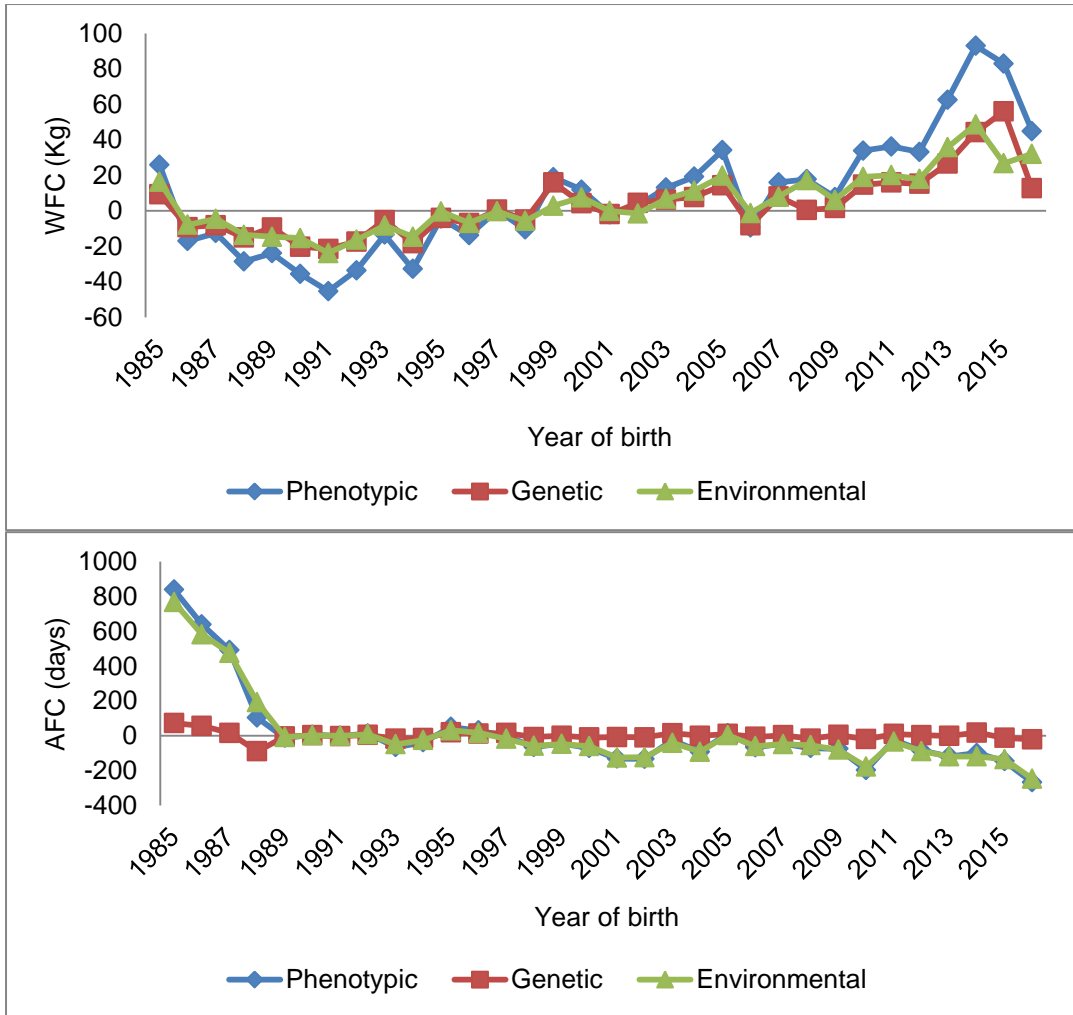 WFC (Kg)
100
80
60
40
20
0
-20
-40
-60
1985 1987 1989 1991 1993 1995 1997 1999 2001 2003 2005 2007 2009 2011 2013 2015
Year of birth
Phenotypic Genetic Environmental
AFC (days)
1000
800
600
400
200
0
-200
-400
1985 1987 1989 1991 1993 1995 1997 1999 2001 2003 2005 2007 2009 2011 2013 2015
Year of birth
Phenotypic Genetic Environmental